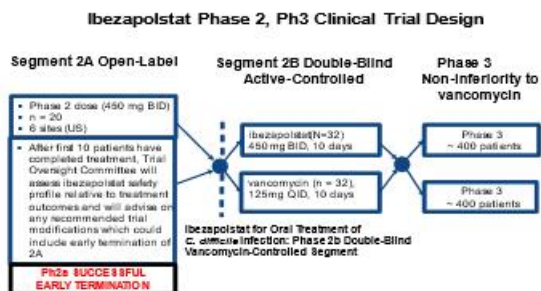 Ibezapolstat Phase 2, Ph3 Clinical Trial Design
Segment 2A Open-Label
Segment 2B Double-Blind
Active-Controlled
Phase 3
Non-inferiority to
vancomycin
• Phase 2 dose (450 mg BID)
• n = 20
• 6 sites (US)
• After first 10 patients have
completed treatment, Trial
Oversight Committee will
assess ibezapolstat safety
profile relative to treatment
outcomes and will advise on
any recommended trial
modifications which could
include early termination of
2A
Ph2a SUCCESSFUL
EARLY TERMINATION
ibezapolstat(N=32)
450mg BID, 10 days
vancomycin (n = 32),
125mg QID, 10 days
Ibezapolstat for Oral Treatment of
C. difficile Infection: Phase 2b Double-Blind
Vancomycin-Controlled Segment
Phase 3
~ 400 patients
Phase 3
~ 400 patients